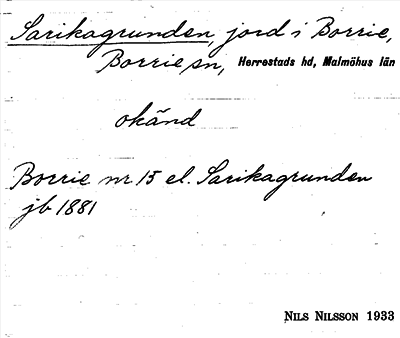 Sarikagrunden, jord i Borrie,
Borrie sn, Herrestads hd, Malmöhus län
okänd
Borrie nr 15 el. Sarikagrunden
jb 1881
NILS NILSSON 1933